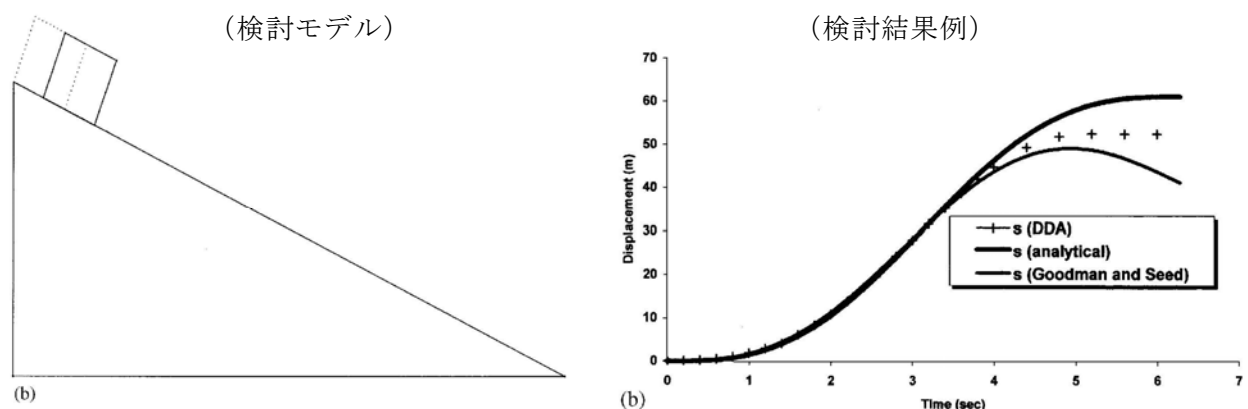 （検討モデル）
（検討結果例）
70
60
50
40
30
20
10
0
Displacement (m)
s (DDA)
s (analytical)
s (Goodman and Seed)
0 1 2 3 4 5 6 7
Time (sec)
(b)
(b)